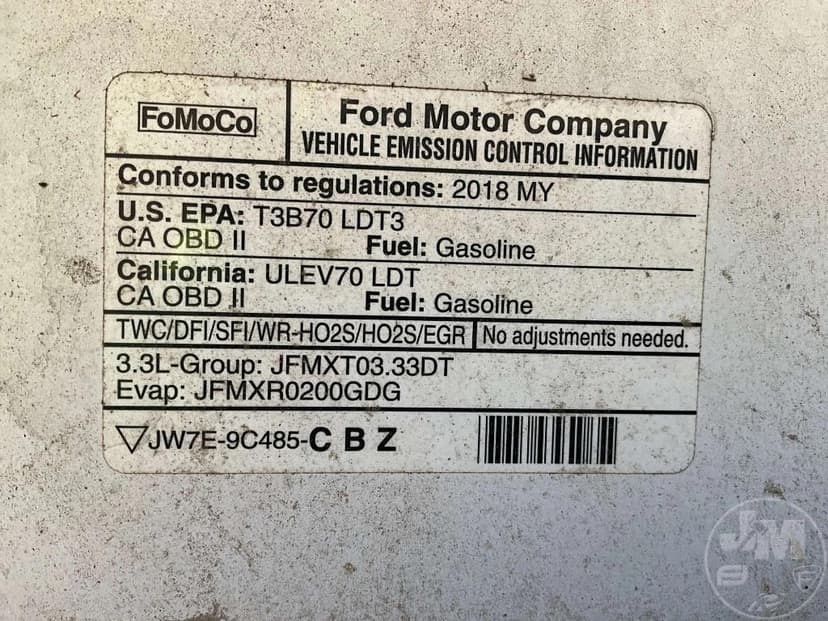 FoMoCo
Ford Motor Company
VEHICLE EMISSION CONTROL INFORMATION
Conforms to regulations: 2018 MY
U.S. EPA: T3B70 LDT3
CA OBD II Fuel: Gasoline
California: ULEV70 LDT
CA OBD II Fuel: Gasoline
TWC/DFI/SFI/WR-HO2S/HO2S/EGR No adjustments needed.
3.3L-Group: JFMXT03.33DT
Evap: JFMXR0200GDG
JW7E-9C485-C B Z
JM